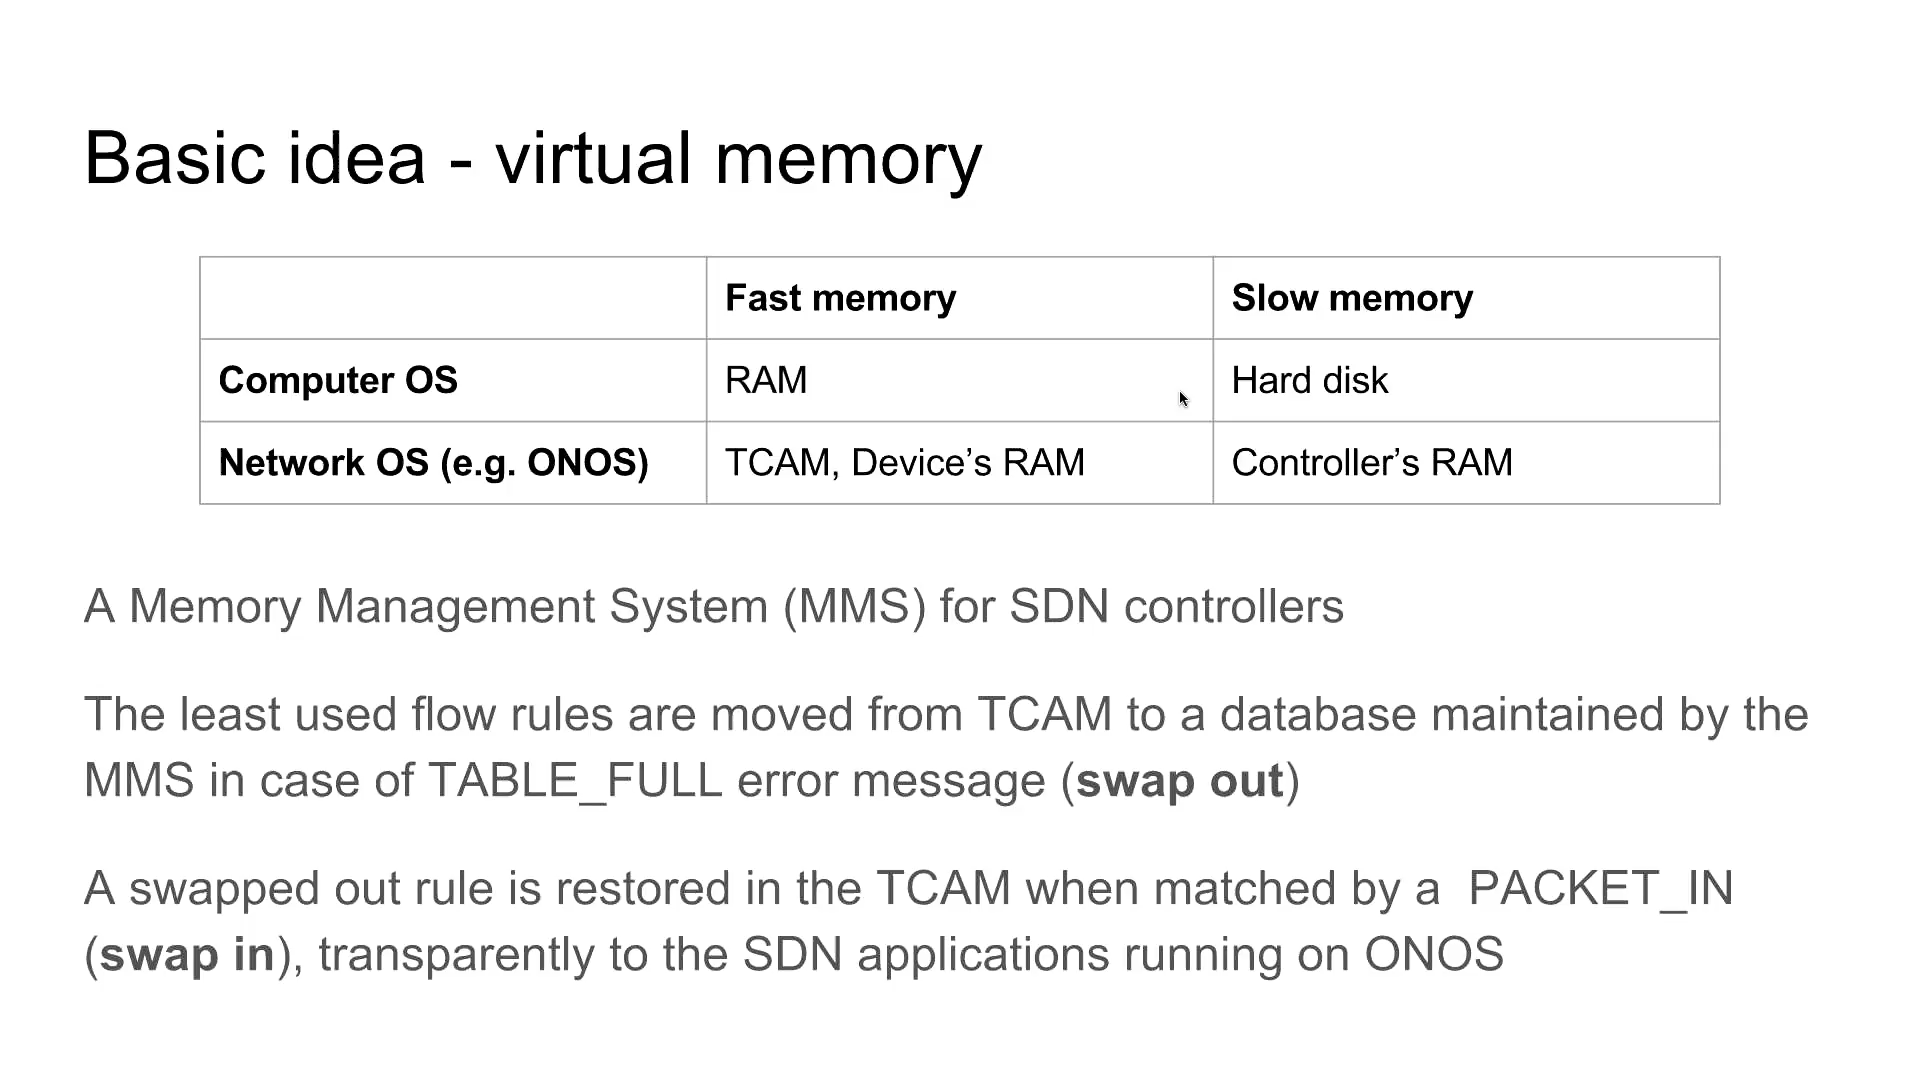 Basic idea - virtual memory
Fast memory Slow memory
Computer OS RAM Hard disk
Network OS (e.g. ONOS) TCAM, Device’s RAM Controller’s RAM
A Memory Management System (MMS) for SDN controllers
The least used flow rules are moved from TCAM to a database maintained by the
MMS in case of TABLE_FULL error message (swap out)
A swapped out rule is restored in the TCAM when matched by a  PACKET_IN
(swap in), transparently to the SDN applications running on ONOS